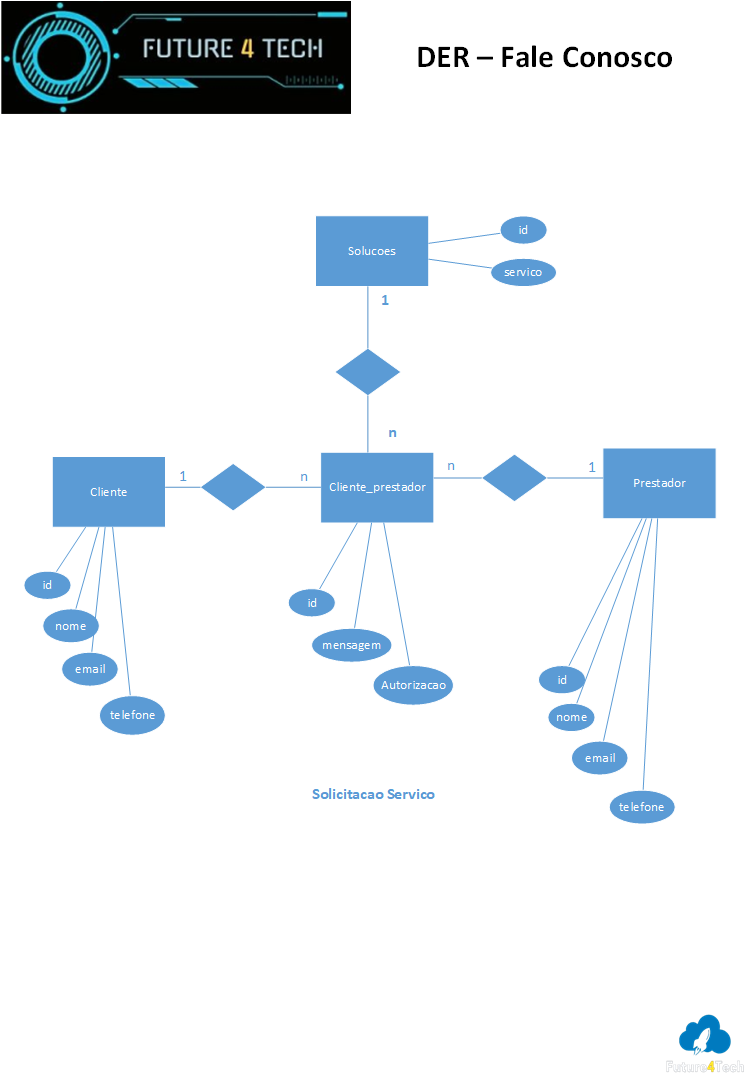 FUTURE 4 TECH
DER – Fale Conosco
Solucoes
id
servico
1
n
Cliente
1
n
Cliente_prestador
n
1
Prestador
id
nome
email
telefone
id
mensagem
Autorizacao
id
nome
email
telefone
Solicitacao Servico
Future4Tech